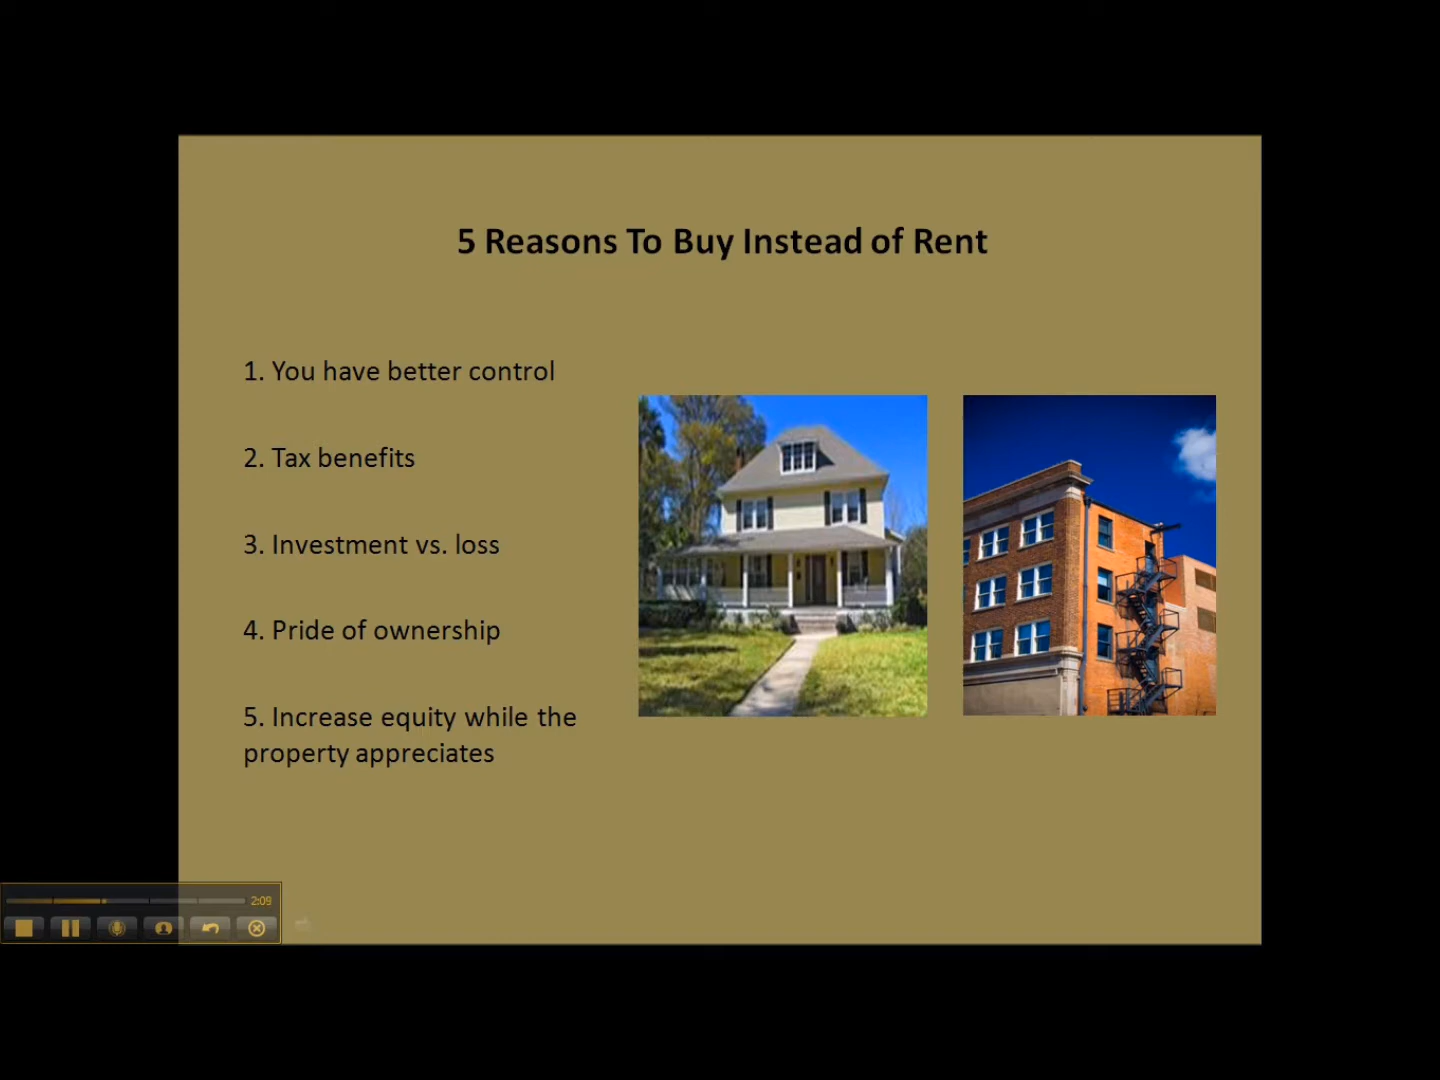 5 Reasons To Buy Instead of Rent
1. You have better control
2. Tax benefits
3. Investment vs. loss
4. Pride of ownership
5. Increase equity while the
property appreciates
2:09